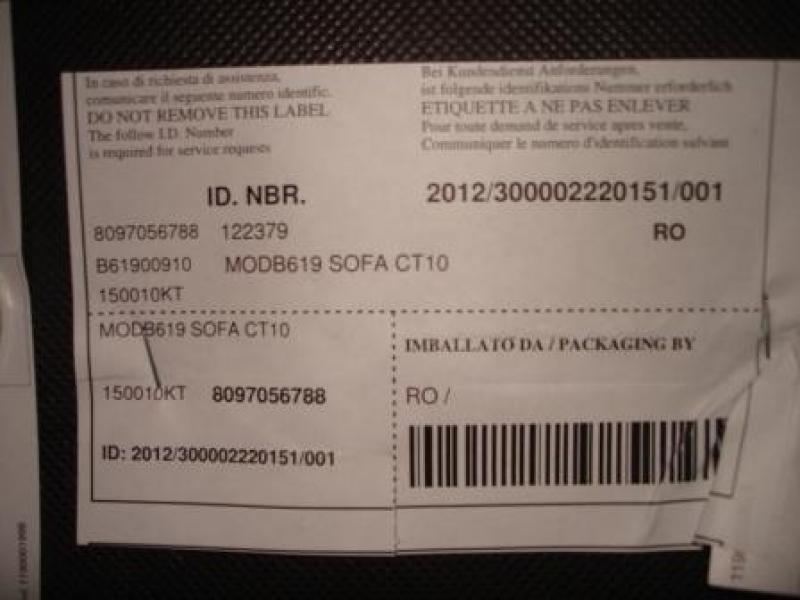 In caso di richiesta di assistenza,
comunicare il seguente numero identific.
DO NOT REMOVE THIS LABEL
The follow I.D. Number
is required for service requests
Bei Kundendienst Anforderungen,
ist folgende identifikations Nummer erforderlich
ETIQUETTE A NE PAS ENLEVER
Pour toute demand de service apres vente,
Communiquer le numero d'identification suivant
ID. NBR. 2012/300002220151/001
8097056788 122379 RO
B61900910 MODB619 SOFA CT10
150010KT
MODB619 SOFA CT10
IMBALLATO DA / PACKAGING BY
150010KT 8097056788 RO /
ID: 2012/300002220151/001